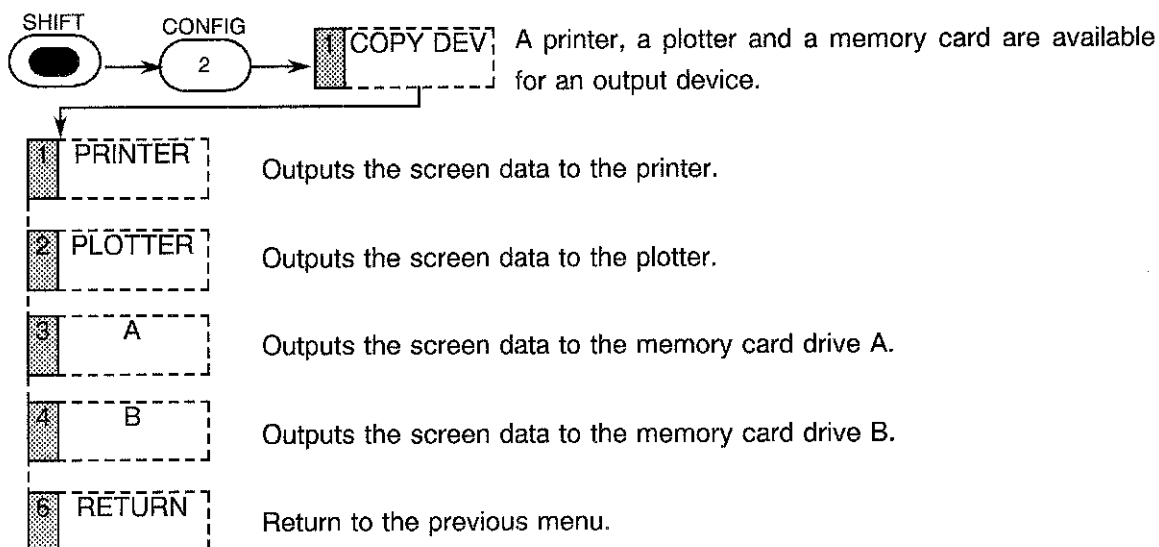 SHIFT CONFIG
2 1 COPY DEV A printer, a plotter and a memory card are available
for an output device.
1 PRINTER
Outputs the screen data to the printer.
2 PLOTTER
Outputs the screen data to the plotter.
3 A
Outputs the screen data to the memory card drive A.
4 B
Outputs the screen data to the memory card drive B.
6 RETURN
Return to the previous menu.